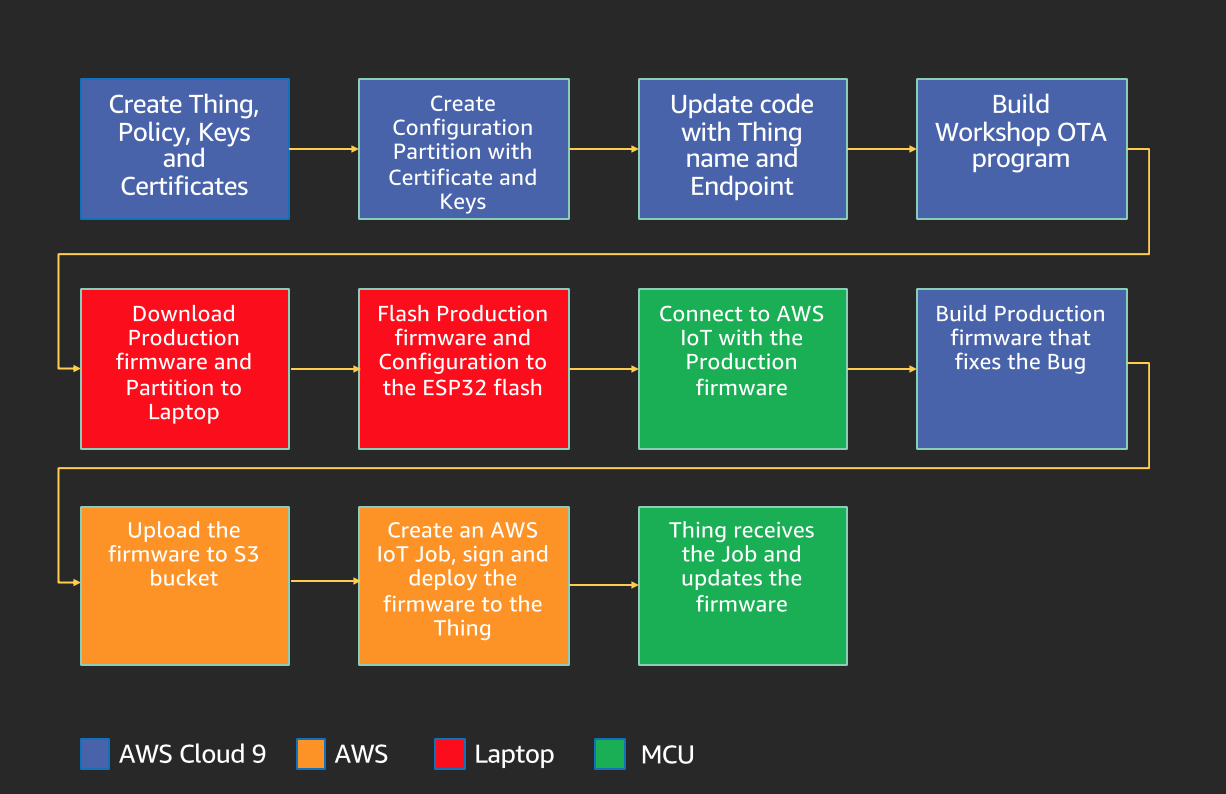 Create Thing,
Policy, Keys
and
Certificates
Create
Configuration
Partition with
Certificate and
Keys
Update code
with Thing
name and
Endpoint
Build
Workshop OTA
program
Download
Production
firmware and
Partition to
Laptop
Flash Production
firmware and
Configuration to
the ESP32 flash
Connect to AWS
IoT with the
Production
firmware
Build Production
firmware that
fixes the Bug
Upload the
firmware to S3
bucket
Create an AWS
IoT Job, sign and
deploy the
firmware to the
Thing
Thing receives
the Job and
updates the
firmware
AWS Cloud 9
AWS
Laptop
MCU